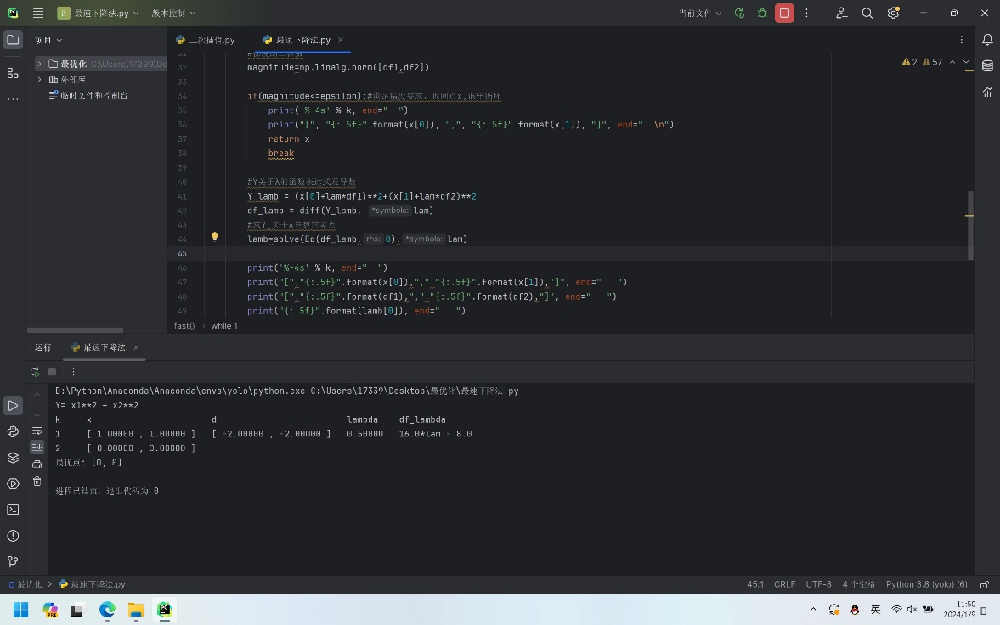 最速下降法.py 版本控制 当前文件
项目
二次插值.py 最速下降法.py
最优化 C:\Users\17339\De
外部库
临时文件和控制台
2 57
32 magnitude=np.linalg.norm([df1,df2])
33
34 if(magnitude<=epsilon):#满足精度要求，返回点x,退出循环
35 print('%-4s' % k, end="  ")
36 print("[", "{:.5f}".format(x[0]), ",", "{:.5f}".format(x[1]), "]", end="  \n")
37 return x
38 break
39
40 #Y关于λ的函数表达式及导数
41 Y_lamb = (x[0]+lam*df1)**2+(x[1]+lam*df2)**2
42 df_lamb = diff(Y_lamb, *symbols: lam)
43 #求Y_关于λ导数的零点
44 lamb=solve(Eq(df_lamb, rhs: 0), *symbols: lam)
45
46 print('%-4s' % k, end="  ")
47 print("[","{:.5f}".format(x[0]),",","{:.5f}".format(x[1]),"]", end="   ")
48 print("[","{:.5f}".format(df1),",","{:.5f}".format(df2),"]", end="   ")
49 print("{:.5f}".format(lamb[0]), end="   ")
fast() > while 1
运行 最速下降法
D:\Python\Anaconda\Anaconda\envs\yolo\python.exe C:\Users\17339\Desktop\最优化\最速下降法.py
Y= x1**2 + x2**2
k x d lambda df_lambda
1 [ 1.00000 , 1.00000 ] [ -2.00000 , -2.00000 ] 0.50000 16.0*lam - 8.0
2 [ 0.00000 , 0.00000 ]
最优点: [0, 0]
进程已结束，退出代码为 0
最优化 > 最速下降法.py 45:1 CRLF UTF-8 4 个空格 Python 3.8 (yolo) (6)
PRE PC 英 11:50
2024/1/9